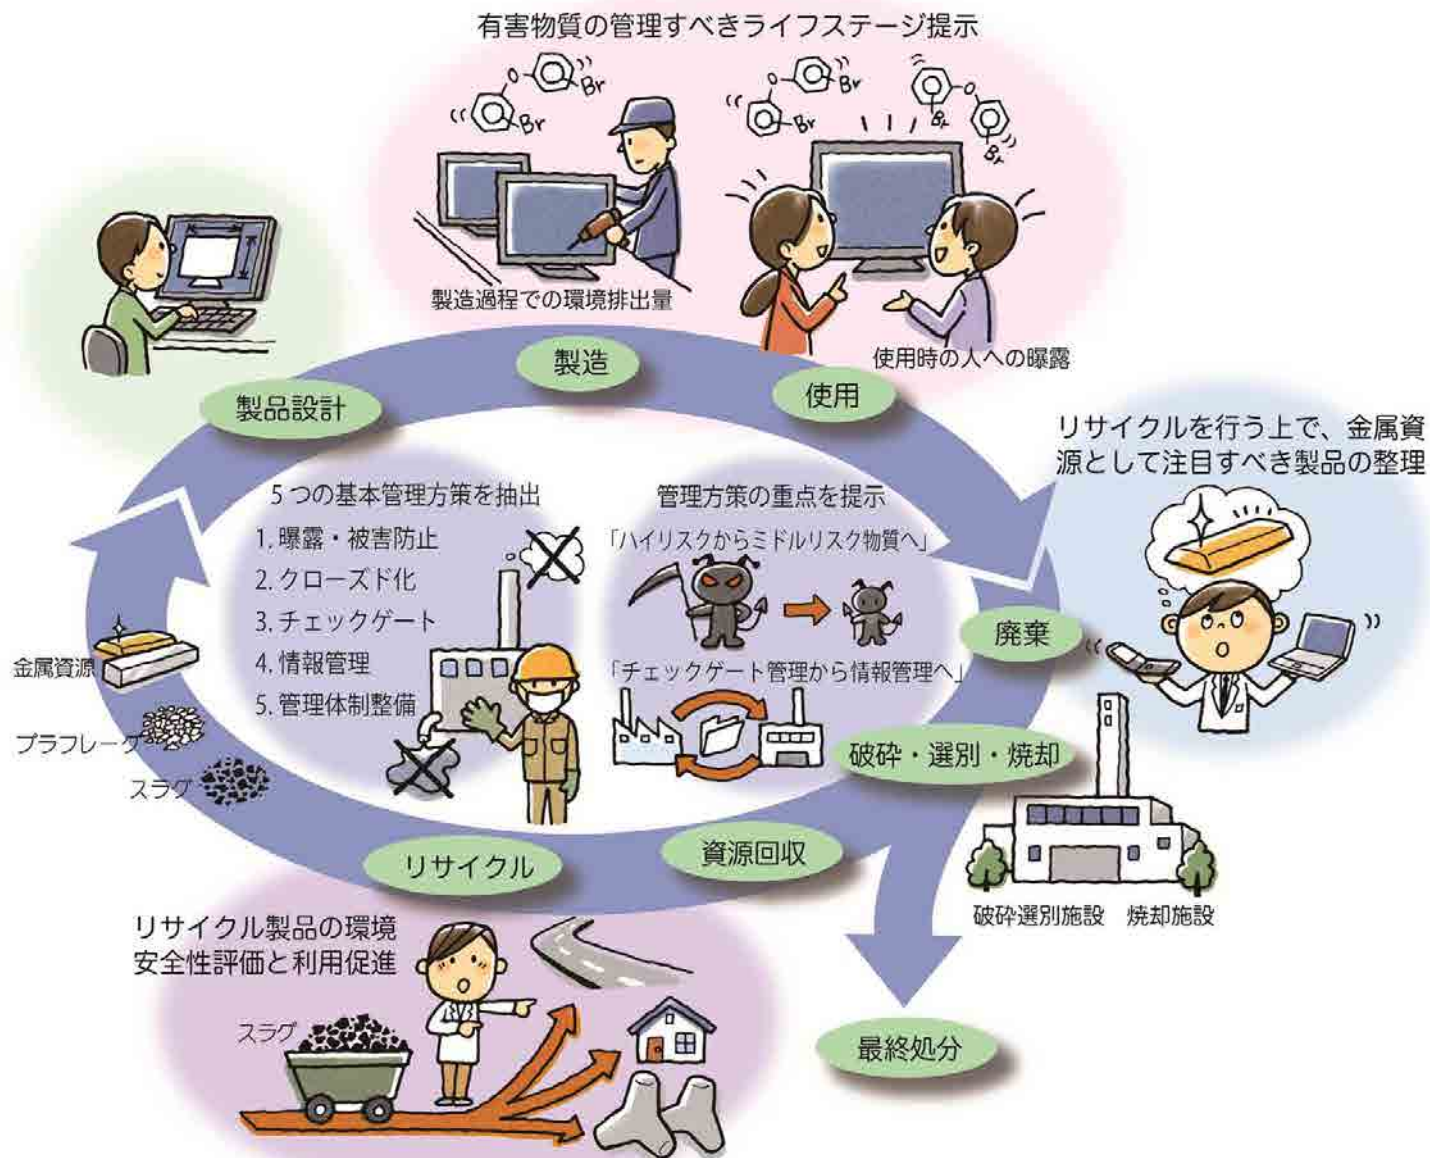 有害物質の管理すべきライフステージ提示
O
Br
Br
O
Br
Br
O
Br
Br
製造過程での環境排出量
使用時の人への曝露
製造
製品設計
使用
リサイクルを行う上で、金属資
源として注目すべき製品の整理
5つの基本管理方策を抽出
1. 曝露・被害防止
2. クローズド化
3. チェックゲート
4. 情報管理
5. 管理体制整備
管理方策の重点を提示
「ハイリスクからミドルリスク物質へ」
「チェックゲート管理から情報管理へ」
廃棄
金属資源
プラフレーク
スラグ
破砕・選別・焼却
資源回収
リサイクル
破砕選別施設 焼却施設
リサイクル製品の環境
安全性評価と利用促進
スラグ
最終処分